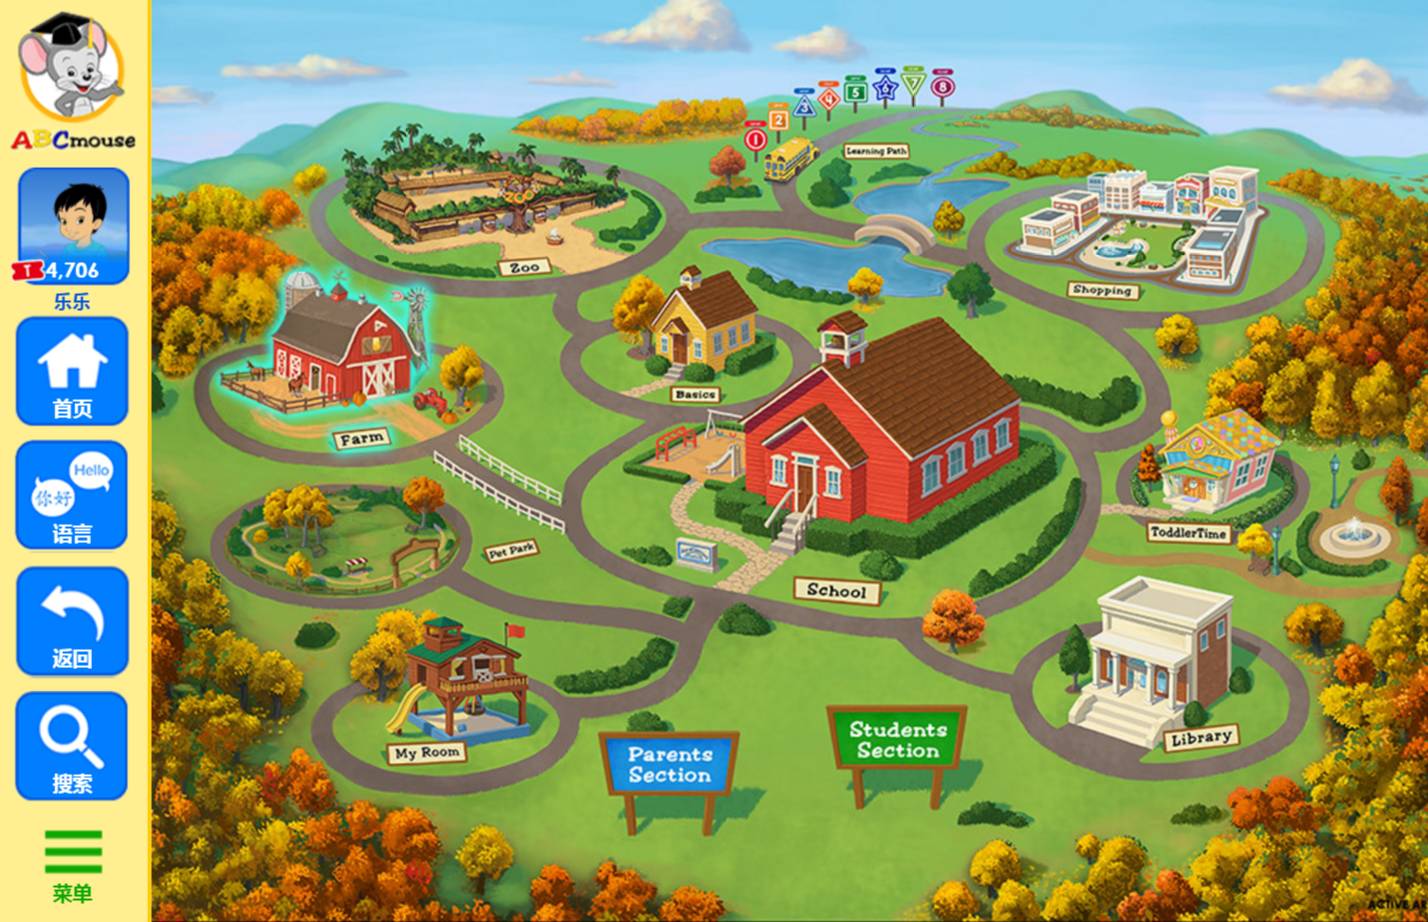 ABCmouse
4,706
乐乐
首页
Hello
你好
语言
返回
搜索
菜单
1
2
3
4
5
6
7
8
Learning Path
ZOO
Zoo
Shopping
Basics
Farm
Pet Park
ToddlerTime
School
My Room
Library
Parents
Section
Students
Section